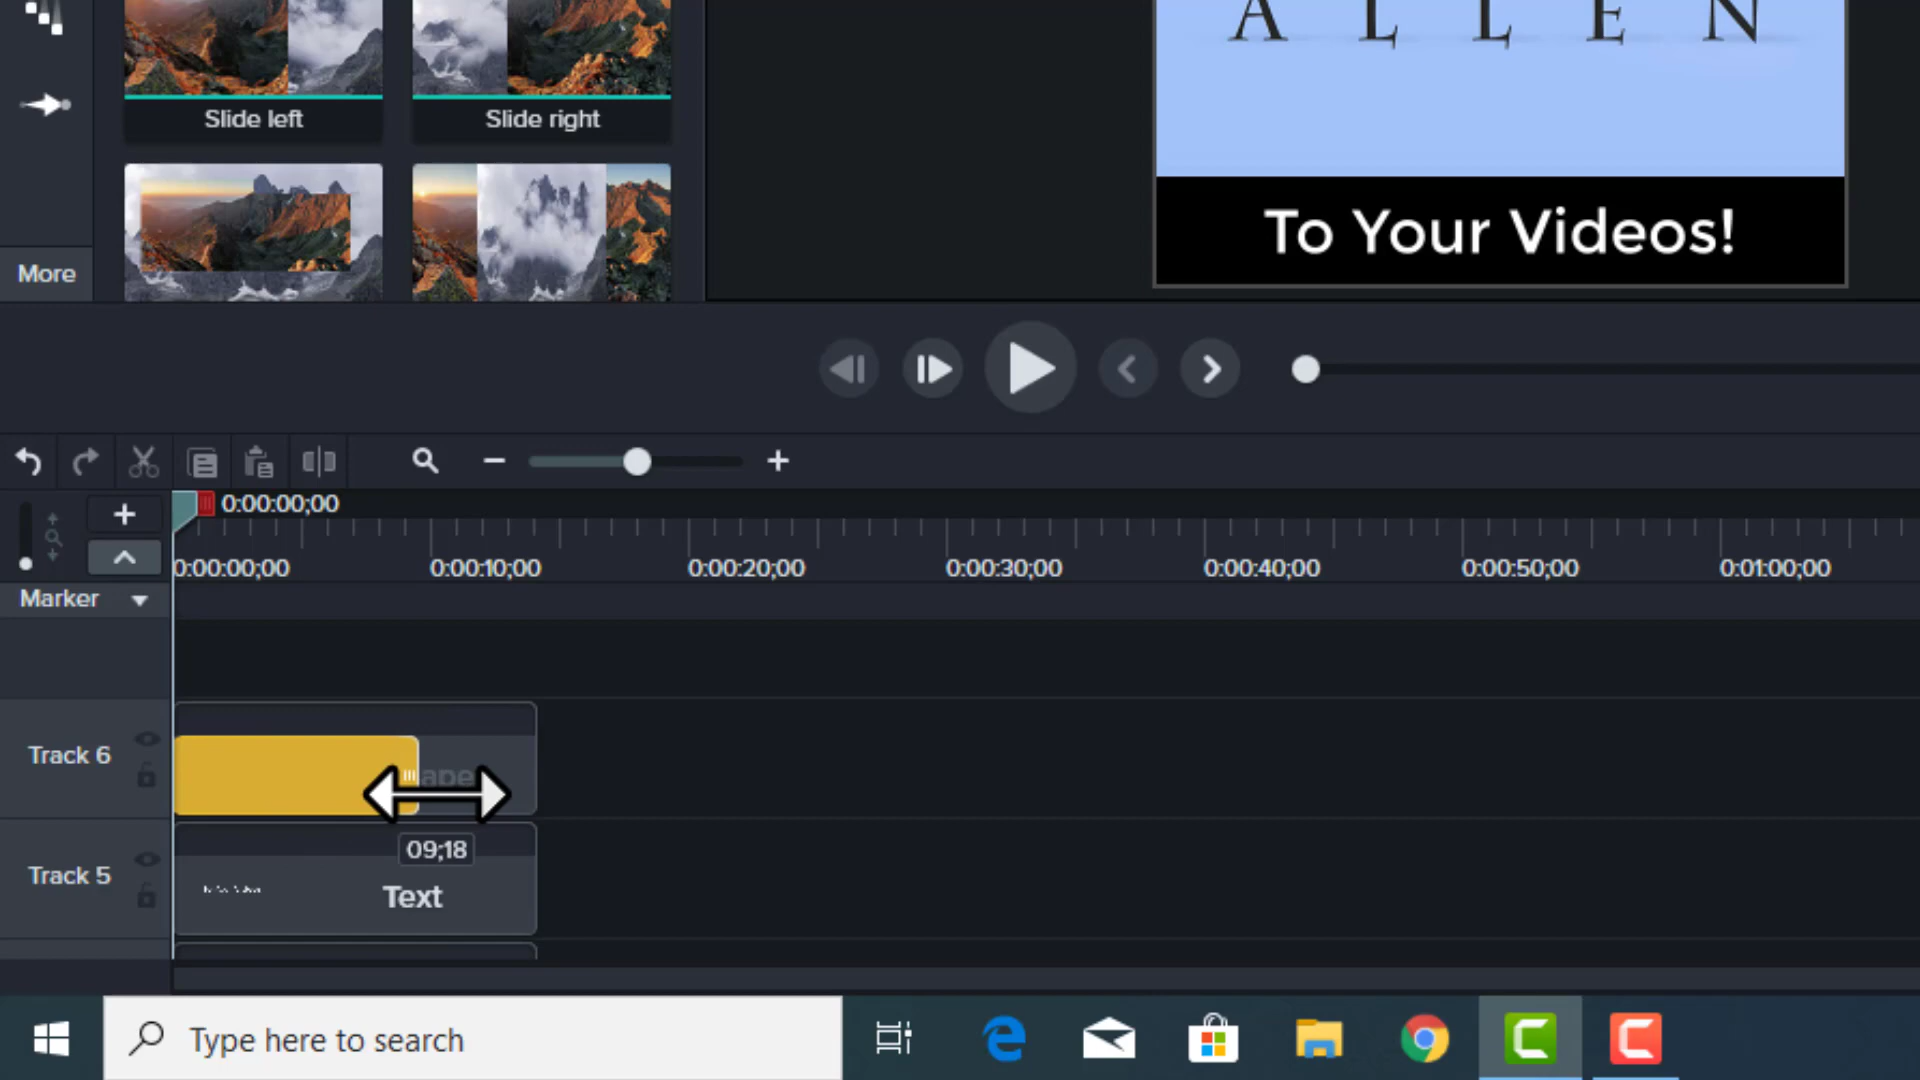 ALLEN
Slide left
Slide right
To Your Videos!
More
0:00:00;00
0:00:00;00
0:00:10;00
0:00:20;00
0:00:30;00
0:00:40;00
0:00:50;00
0:01:00;00
Marker
Track 6
Track 5
09;18
Text
Type here to search